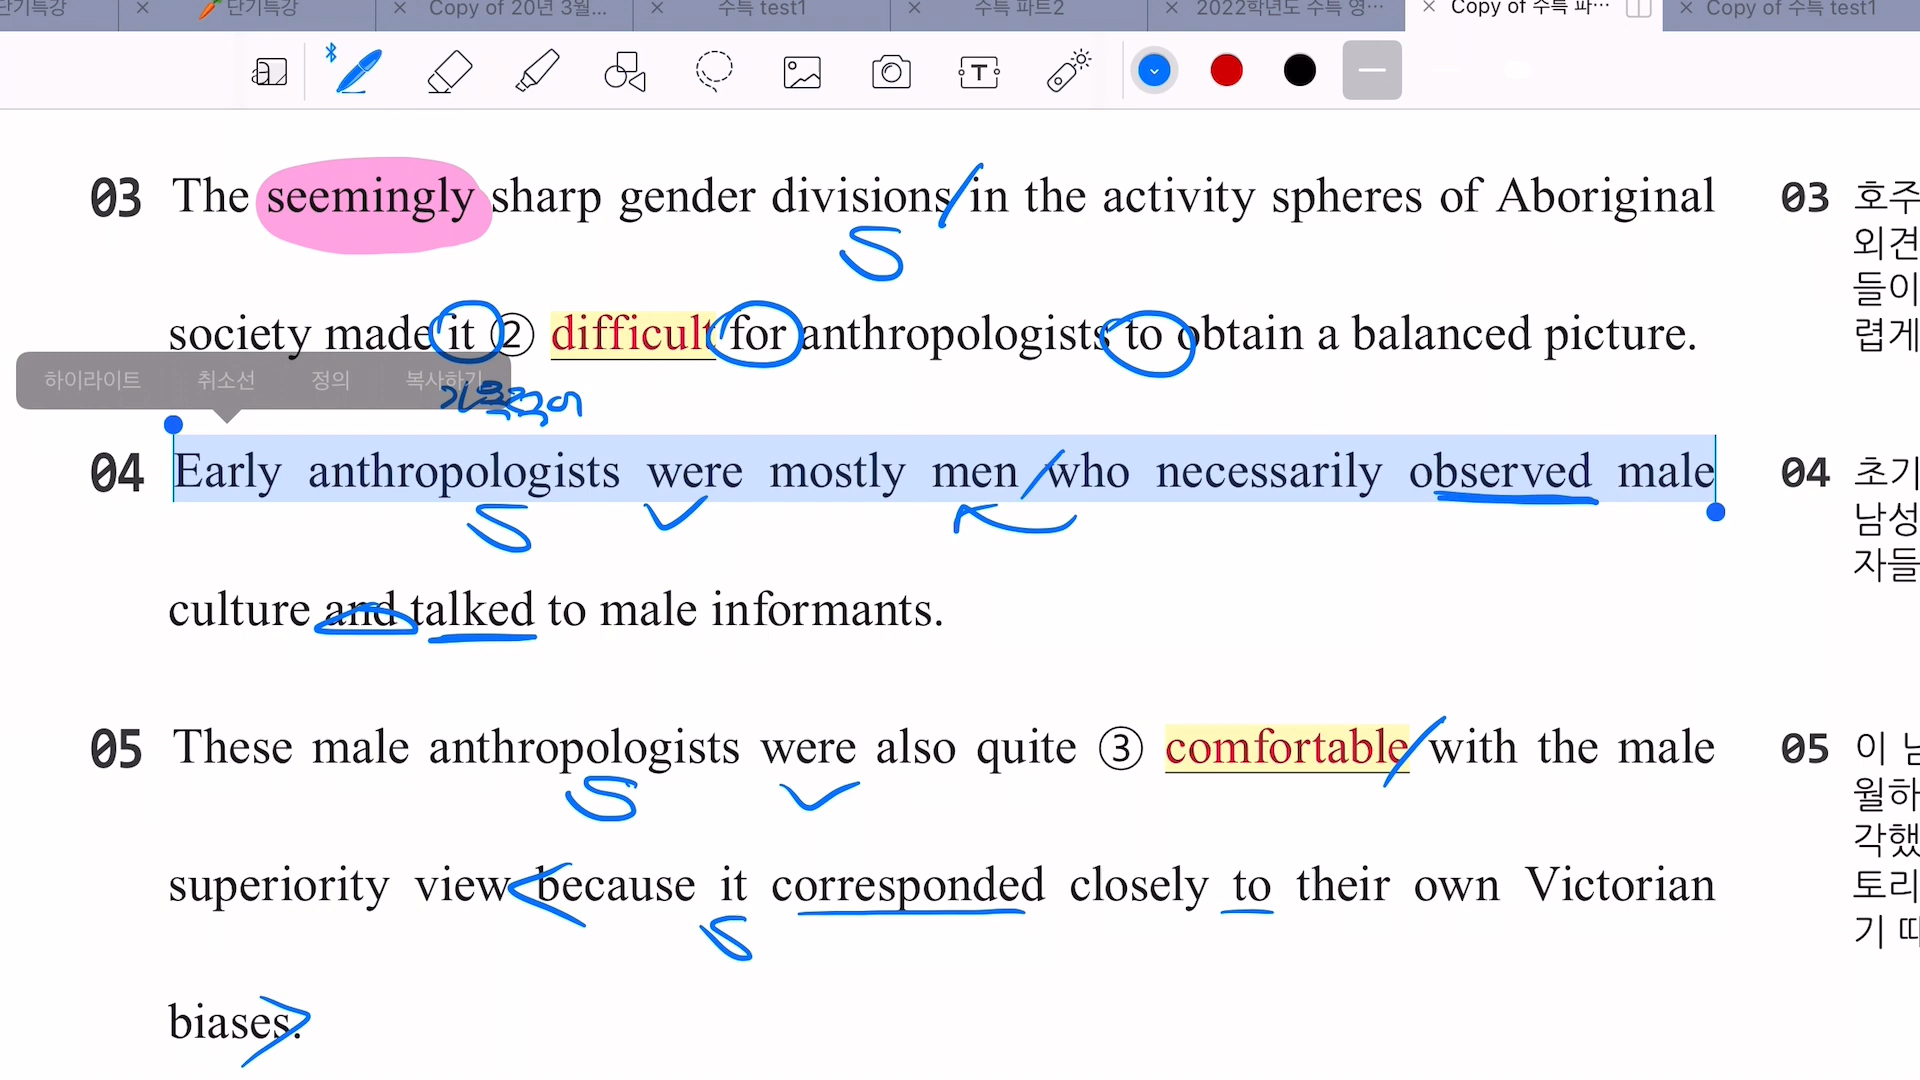 단기특강
× 🥕단기특강
× Copy of 20년 3월...
× 수특 test1
× 수특 파트2
× 2022학년도 수특 영...
× Copy of 수특 파...
× Copy of 수특 test1
03 The seemingly sharp gender divisions in the activity spheres of Aboriginal
S
society made it ② difficult for anthropologists to obtain a balanced picture.
하이라이트 취소선 정의 복사하기
04 Early anthropologists were mostly men who necessarily observed male
S
culture and talked to male informants.
05 These male anthropologists were also quite ③ comfortable with the male
S
superiority view because it corresponded closely to their own Victorian
S
biases.
03 호주
외견
들이
렵게
04 초기
남성
자들
05 이 남
월하
각했
토리
기 때